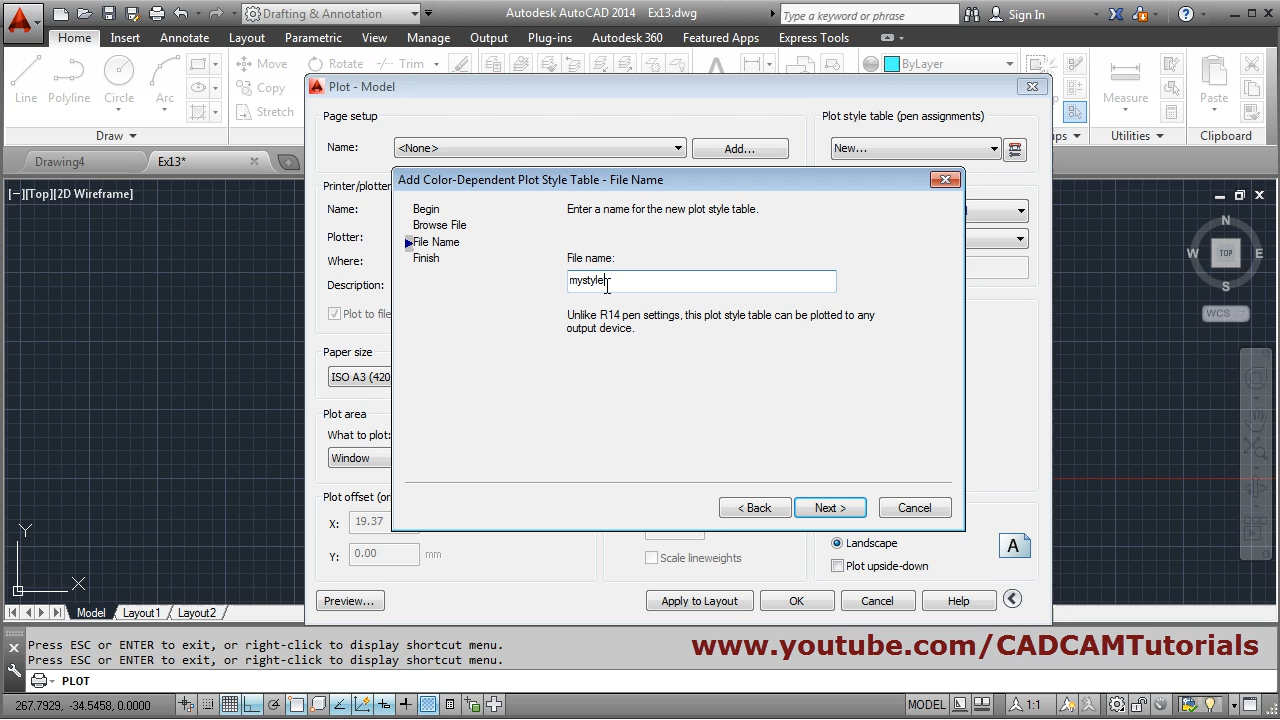 Drafting & Annotation
Autodesk AutoCAD 2014 Ex13.dwg
Type a keyword or phrase
Sign In
Home Insert Annotate Layout Parametric View Manage Output Plug-ins Autodesk 360 Featured Apps Express Tools
Line Polyline Circle Arc
Move Rotate Trim
Copy
Stretch
ByLayer
Measure Paste
Draw Utilities Clipboard
Drawing4 Ex13*
[−][Top][2D Wireframe]
Plot - Model
Page setup
Name: <None> Add...
Plot style table (pen assignments)
New...
Printer/plotter
Name:
Plotter:
Where:
Description:
Plot to file
Paper size
ISO A3 (420
Plot area
What to plot:
Window
Plot offset (or
X: 19.37
Y: 0.00 mm
Scale lineweights
Landscape
Plot upside-down
A
Preview... Apply to Layout OK Cancel Help
Add Color-Dependent Plot Style Table - File Name
Begin
Browse File
File Name
Finish
Enter a name for the new plot style table.
File name:
mystyle
Unlike R14 pen settings, this plot style table can be plotted to any
output device.
< Back Next > Cancel
N
W TOP E
S
WCS
Y
X
Model Layout1 Layout2
Press ESC or ENTER to exit, or right-click to display shortcut menu.
Press ESC or ENTER to exit, or right-click to display shortcut menu.
PLOT
www.youtube.com/CADCAMTutorials
267.7929, -34.5458, 0.0000
MODEL 1:1